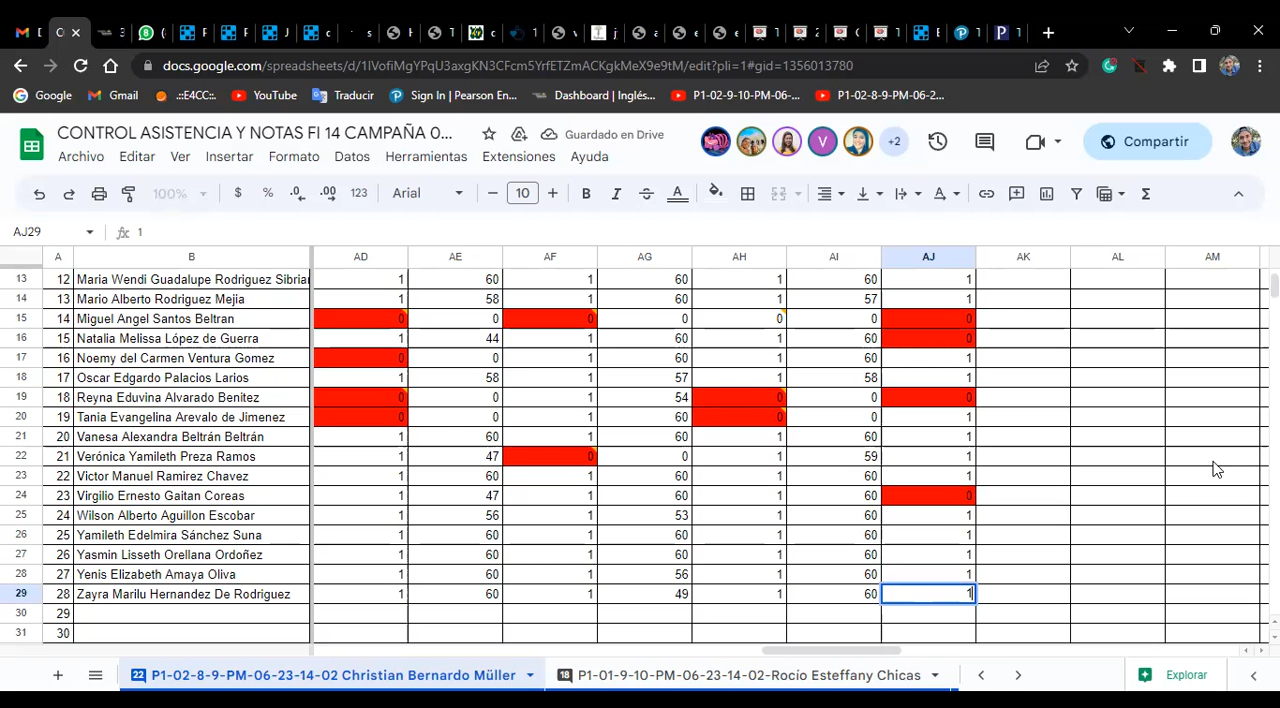 docs.google.com/spreadsheets/d/1lVofiMgYPqU3axgKN3CFcm5YrfETZmACKgkMeX9e9tM/edit?pli=1#gid=1356013780
Google Gmail .::E4CC::. YouTube Traducir Sign In | Pearson En... Dashboard | Inglés,... P1-02-9-10-PM-06-... P1-02-8-9-PM-06-2...
CONTROL ASISTENCIA Y NOTAS FI 14 CAMPAÑA 0... Guardado en Drive V +2 Compartir
Archivo Editar Ver Insertar Formato Datos Herramientas Extensiones Ayuda
100% $ % .0 .00 123 Arial 10 B I A
AJ29 fx 1
A B AD AE AF AG AH AI AJ AK AL AM
13 12 Maria Wendi Guadalupe Rodriguez Sibrian 1 60 1 60 1 60 1
14 13 Mario Alberto Rodriguez Mejia 1 58 1 60 1 57 1
15 14 Miguel Angel Santos Beltran 0 0 0 0 0 0 0
16 15 Natalia Melissa López de Guerra 1 44 1 60 1 60 0
17 16 Noemy del Carmen Ventura Gomez 0 0 1 60 1 60 1
18 17 Oscar Edgardo Palacios Larios 1 58 1 57 1 58 1
19 18 Reyna Eduvina Alvarado Benitez 0 0 1 54 0 0 0
20 19 Tania Evangelina Arevalo de Jimenez 0 0 1 60 0 0 1
21 20 Vanesa Alexandra Beltrán Beltrán 1 60 1 60 1 60 1
22 21 Verónica Yamileth Preza Ramos 1 47 0 0 1 59 1
23 22 Victor Manuel Ramirez Chavez 1 60 1 60 1 60 1
24 23 Virgilio Ernesto Gaitan Coreas 1 47 1 60 1 60 0
25 24 Wilson Alberto Aguillon Escobar 1 56 1 53 1 60 1
26 25 Yamileth Edelmira Sánchez Suna 1 60 1 60 1 60 1
27 26 Yasmin Lisseth Orellana Ordoñez 1 60 1 60 1 60 1
28 27 Yenis Elizabeth Amaya Oliva 1 60 1 56 1 60 1
29 28 Zayra Marilu Hernandez De Rodriguez 1 60 1 49 1 60 1
30 29
31 30
22 P1-02-8-9-PM-06-23-14-02 Christian Bernardo Müller 18 P1-01-9-10-PM-06-23-14-02-Rocío Esteffany Chicas Explorar